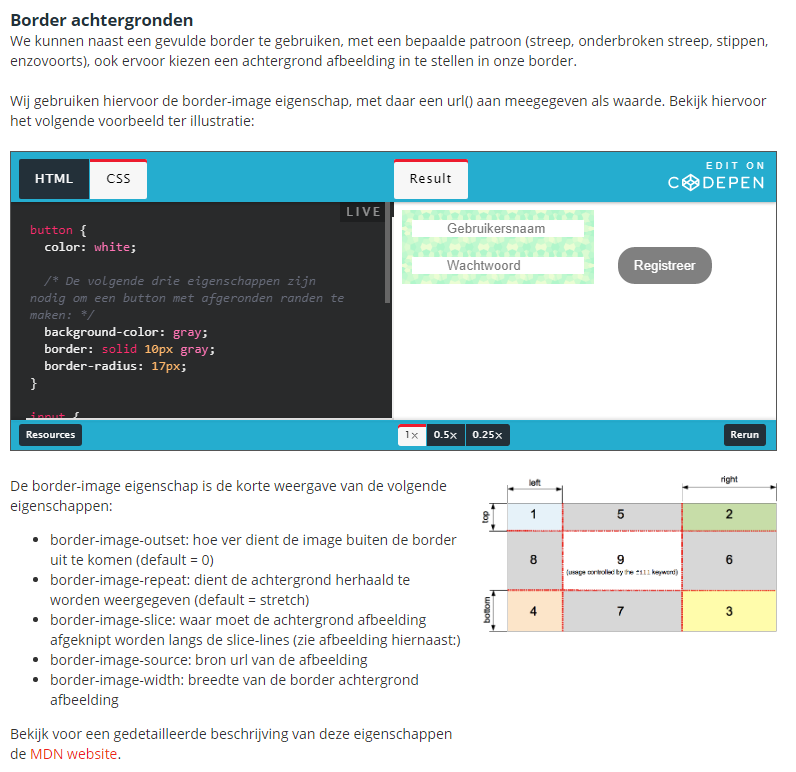 Border achtergronden
We kunnen naast een gevulde border te gebruiken, met een bepaalde patroon (streep, onderbroken streep, stippen,
enzovoorts), ook ervoor kiezen een achtergrond afbeelding in te stellen in onze border.
Wij gebruiken hiervoor de border-image eigenschap, met daar een url() aan meegegeven als waarde. Bekijk hiervoor
het volgende voorbeeld ter illustratie:
HTML
CSS
Result
EDIT ON
CODEPEN
LIVE
button {
color: white;
/* De volgende drie eigenschappen zijn
nodig om een button met afgeronden randen te
maken: */
background-color: gray;
border: solid 10px gray;
border-radius: 17px;
}
input {
Gebruikersnaam
Wachtwoord
Registreer
Resources
1x
0.5x
0.25x
Rerun
De border-image eigenschap is de korte weergave van de volgende
eigenschappen:
• border-image-outset: hoe ver dient de image buiten de border
uit te komen (default = 0)
• border-image-repeat: dient de achtergrond herhaald te
worden weergegeven (default = stretch)
• border-image-slice: waar moet de achtergrond afbeelding
afgeknipt worden langs de slice-lines (zie afbeelding hiernaast:)
• border-image-source: bron url van de afbeelding
• border-image-width: breedte van de border achtergrond
afbeelding
Bekijk voor een gedetailleerde beschrijving van deze eigenschappen
de MDN website.
left
right
top
1
5
2
8
9
(usage controlled by the fill keyword)
6
bottom
4
7
3